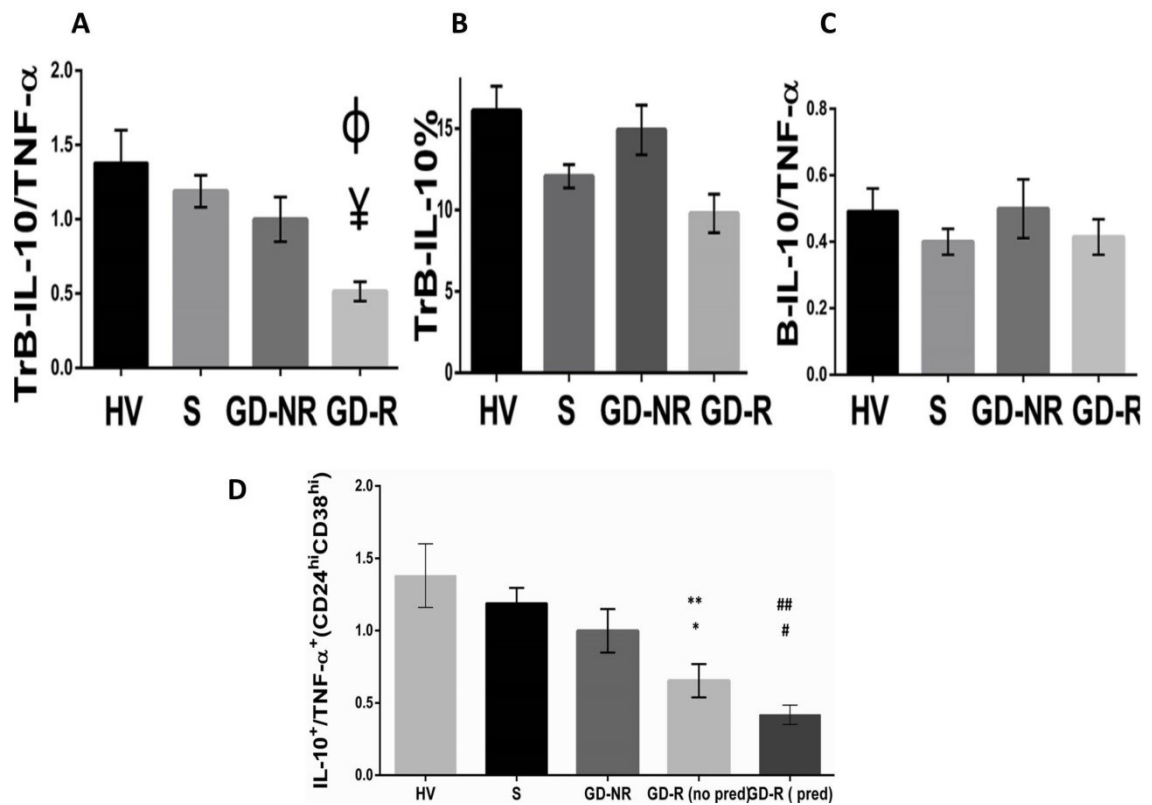 A
TrB-IL-10/TNF-α
2.0
1.5
1.0
0.5
0.0
ϕ
¥
‡
HV S GD-NR GD-R
B
TrB-IL-10%
15
10
5
0
HV S GD-NR GD-R
C
B-IL-10/TNF-α
0.8
0.6
0.4
0.2
0.0
HV S GD-NR GD-R
D
IL-10⁺/TNF-α⁺(CD24ʰⁱCD38ʰⁱ)
2.0
1.5
1.0
0.5
0.0
** ##
* #
HV S GD-NR GD-R (no pred) GD-R ( pred)